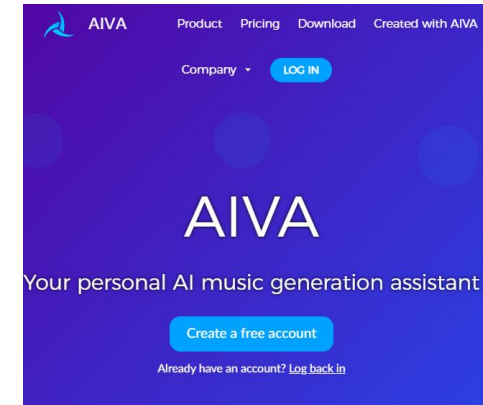 AIVA Product Pricing Download Created with AIVA
Company LOG IN
AIVA
Your personal AI music generation assistant
Create a free account
Already have an account? Log back in